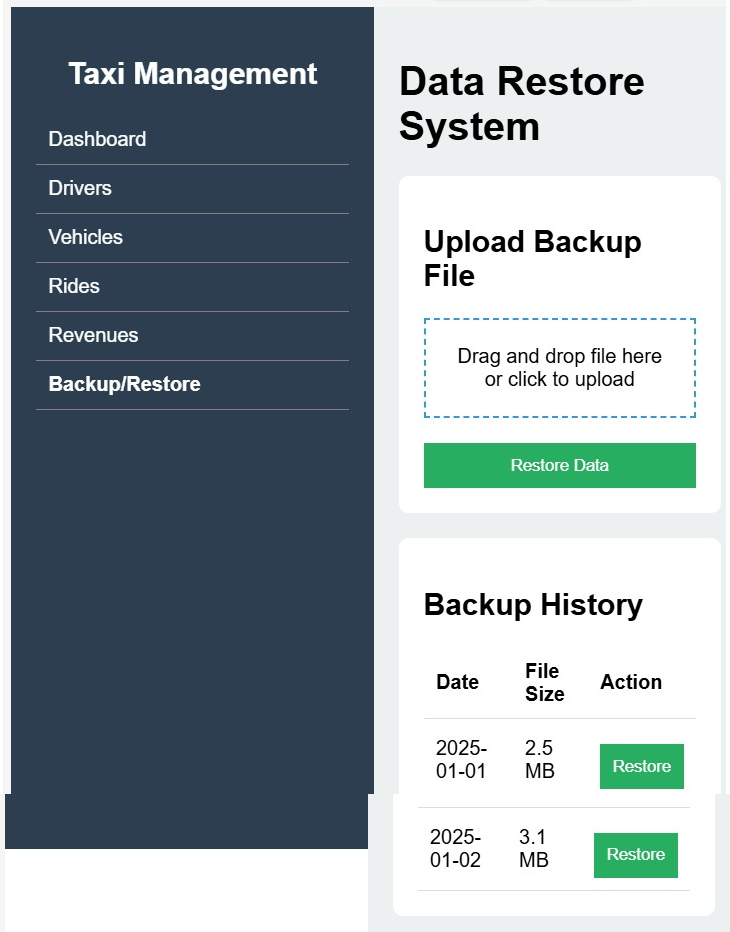 Taxi Management
Dashboard
Drivers
Vehicles
Rides
Revenues
Backup/Restore
Data Restore
System
Upload Backup
File
Drag and drop file here
or click to upload
Restore Data
Backup History
Date File Size Action
2025-01-01 2.5 MB Restore
2025-01-02 3.1 MB Restore